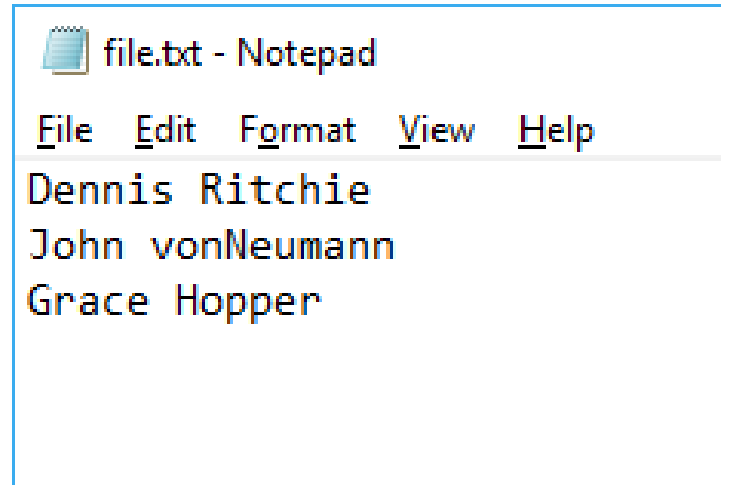 file.txt - Notepad
File Edit Format View Help
Dennis Ritchie
John vonNeumann
Grace Hopper